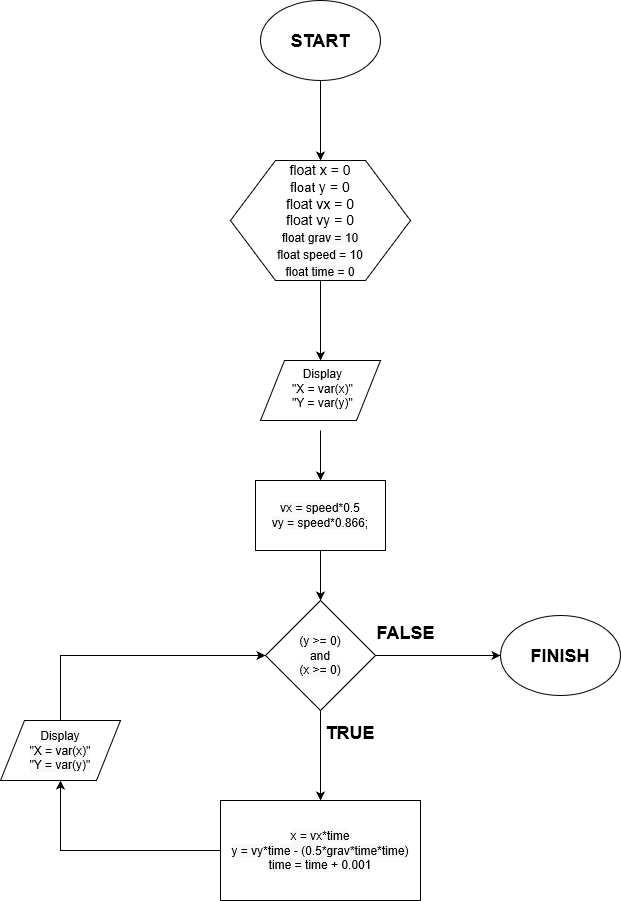 START
float x = 0
float y = 0
float vx = 0
float vy = 0
float grav = 10
float speed = 10
float time = 0
Display
"X = var(x)"
"Y = var(y)"
vx = speed*0.5
vy = speed*0.866;
(y >= 0)
and
(x >= 0)
FALSE
FINISH
TRUE
Display
"X = var(x)"
"Y = var(y)"
x = vx*time
y = vy*time - (0.5*grav*time*time)
time = time + 0.001